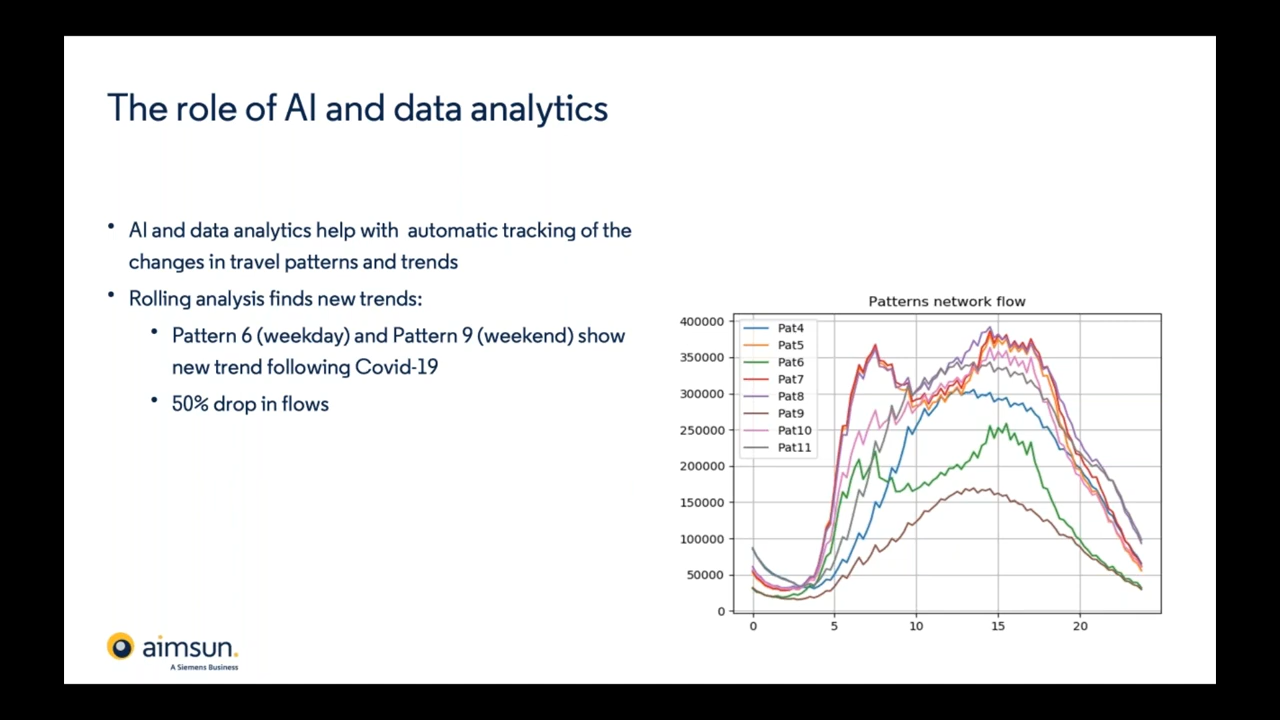 The role of AI and data analytics
• AI and data analytics help with automatic tracking of the
changes in travel patterns and trends
• Rolling analysis finds new trends:
• Pattern 6 (weekday) and Pattern 9 (weekend) show
new trend following Covid-19
• 50% drop in flows
Patterns network flow
400000
350000
300000
250000
200000
150000
100000
50000
0
Pat4
Pat5
Pat6
Pat7
Pat8
Pat9
Pat10
Pat11
0 5 10 15 20
aimsun.
A Siemens Business